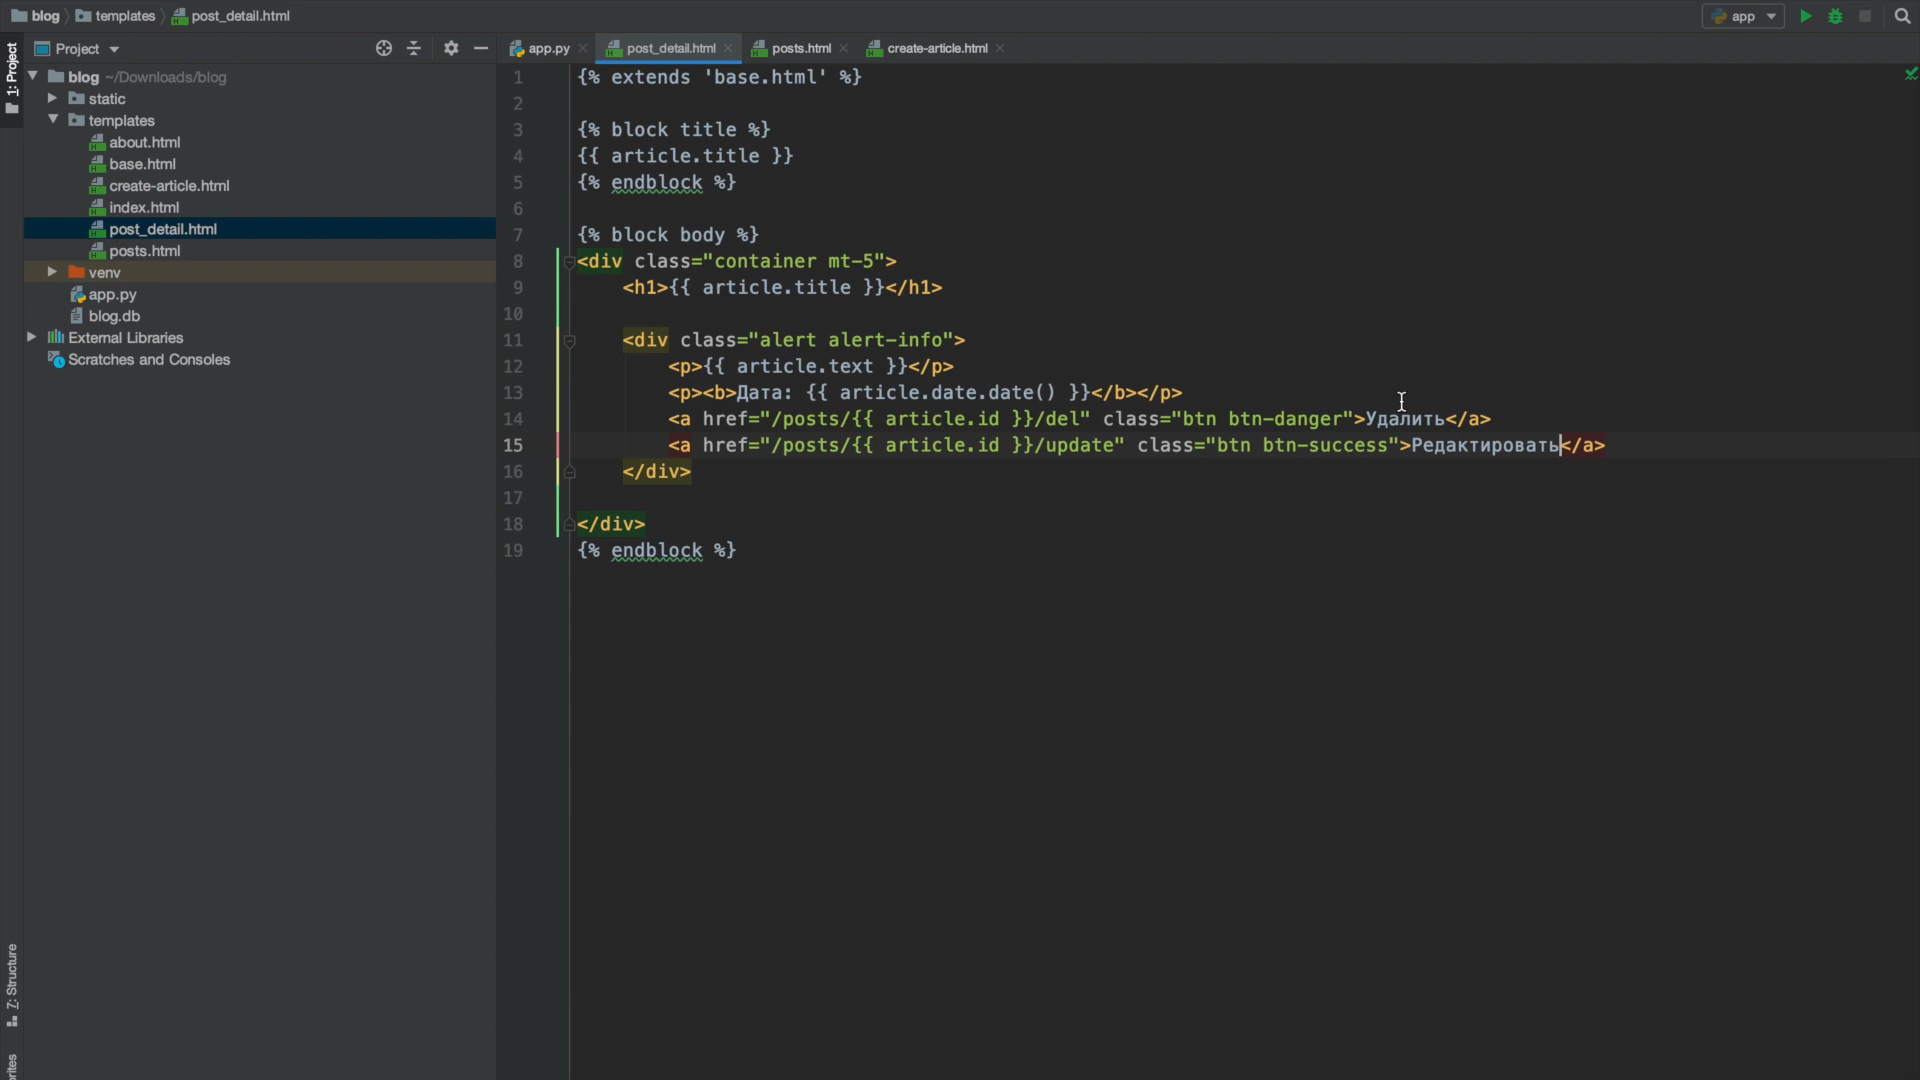 blog templates post_detail.html app
1: Project
Project
app.py post_detail.html posts.html create-article.html
blog ~/Downloads/blog
static
templates
about.html
base.html
create-article.html
index.html
post_detail.html
posts.html
venv
app.py
blog.db
External Libraries
Scratches and Consoles
1 {% extends 'base.html' %}
2
3 {% block title %}
4 {{ article.title }}
5 {% endblock %}
6
7 {% block body %}
8 <div class="container mt-5">
9 <h1>{{ article.title }}</h1>
10
11 <div class="alert alert-info">
12 <p>{{ article.text }}</p>
13 <p><b>Дата: {{ article.date.date() }}</b></p>
14 <a href="/posts/{{ article.id }}/del" class="btn btn-danger">Удалить</a>
15 <a href="/posts/{{ article.id }}/update" class="btn btn-success">Редактировать</a>
16 </div>
17
18 </div>
19 {% endblock %}
7: Structure